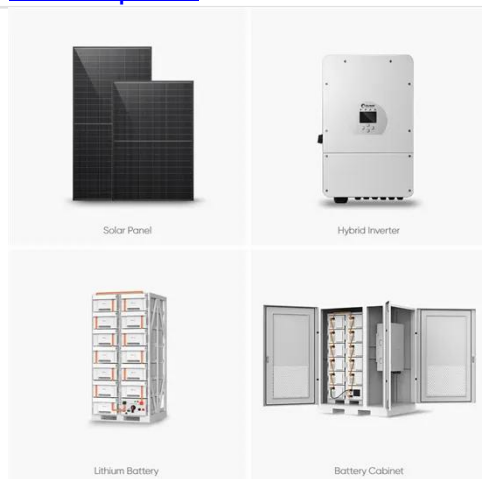 Solar Panel
Hybrid Inverter
Lithium Battery
Battery Cabinet